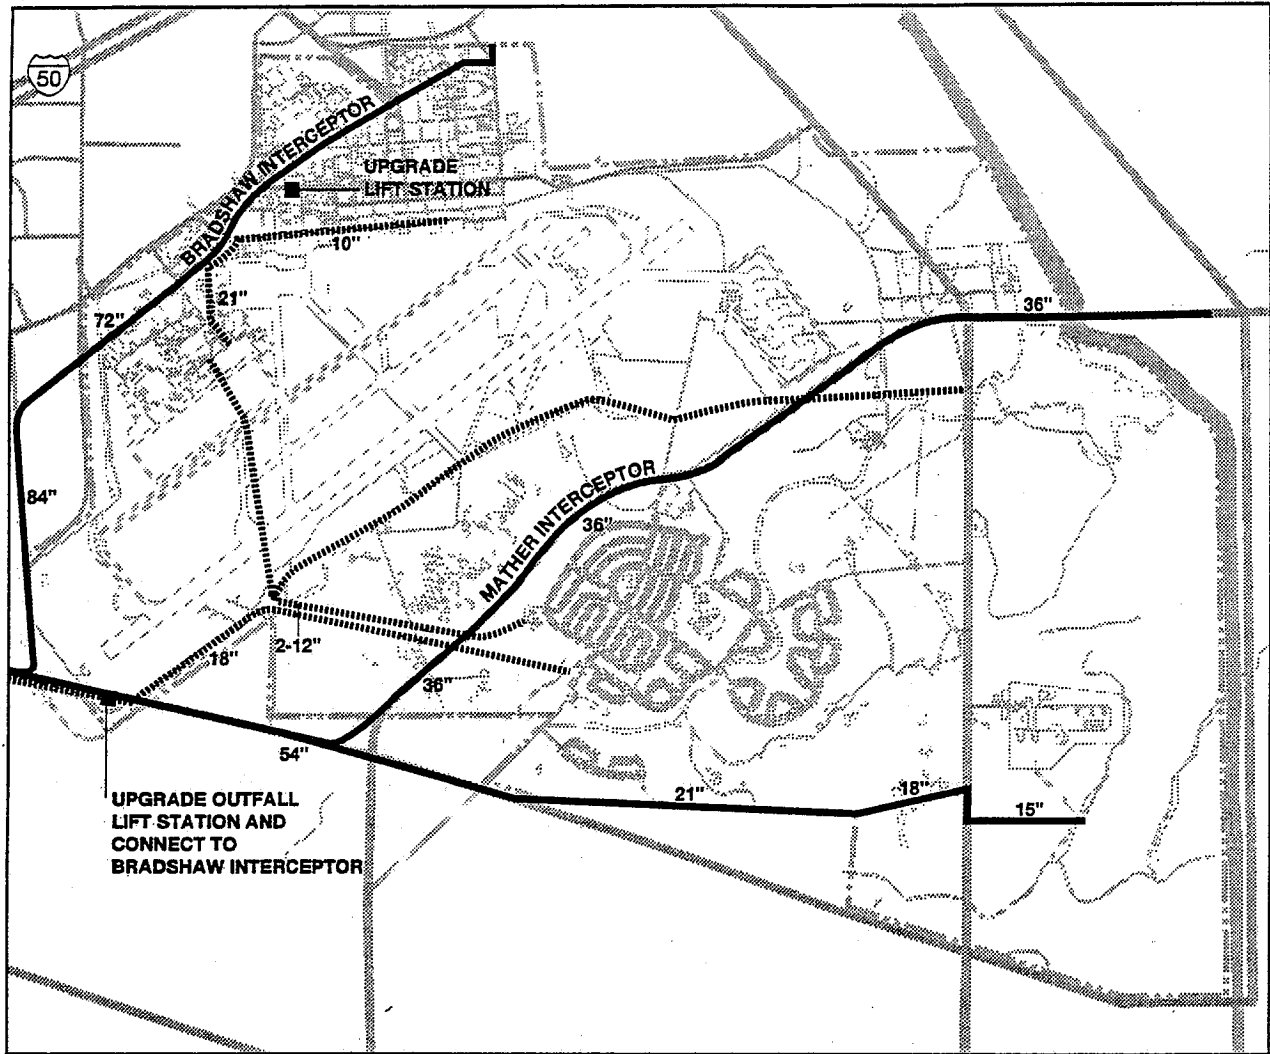 50
BRADSHAW INTERCEPTOR
UPGRADE
LIFT STATION
10"
21"
72"
36"
84"
MATHER INTERCEPTOR
36"
2-12"
18"
36"
54"
21"
18"
15"
UPGRADE OUTFALL
LIFT STATION AND
CONNECT TO
BRADSHAW INTERCEPTOR